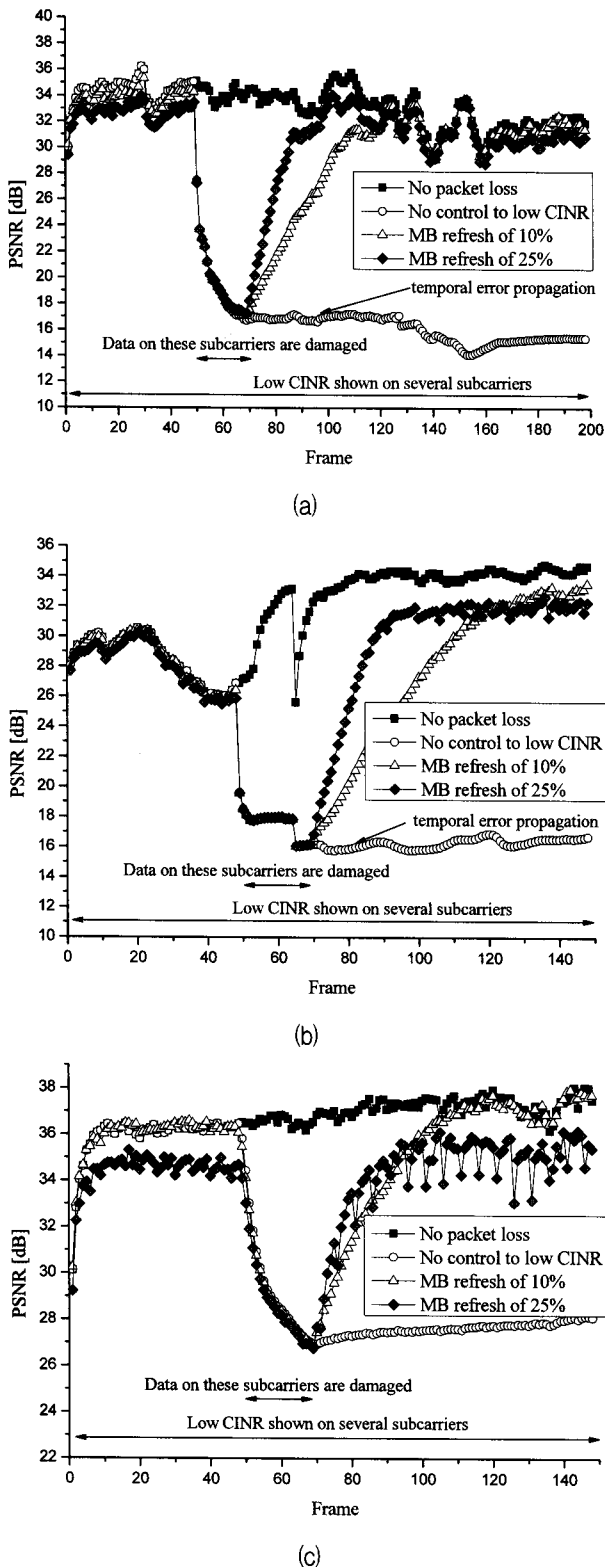 40
38
36
34
32
30
28
26
24
22
20
18
16
14
12
10
PSNR [dB]
No packet loss
No control to low CINR
MB refresh of 10%
MB refresh of 25%
temporal error propagation
Data on these subcarriers are damaged
Low CINR shown on several subcarriers
0 20 40 60 80 100 120 140 160 180 200
Frame
(a)
36
34
32
30
28
26
24
22
20
18
16
14
12
10
PSNR [dB]
No packet loss
No control to low CINR
MB refresh of 10%
MB refresh of 25%
temporal error propagation
Data on these subcarriers are damaged
Low CINR shown on several subcarriers
0 20 40 60 80 100 120 140
Frame
(b)
38
36
34
32
30
28
26
24
22
PSNR [dB]
No packet loss
No control to low CINR
MB refresh of 10%
MB refresh of 25%
Data on these subcarriers are damaged
Low CINR shown on several subcarriers
0 20 40 60 80 100 120 140
Frame
(c)